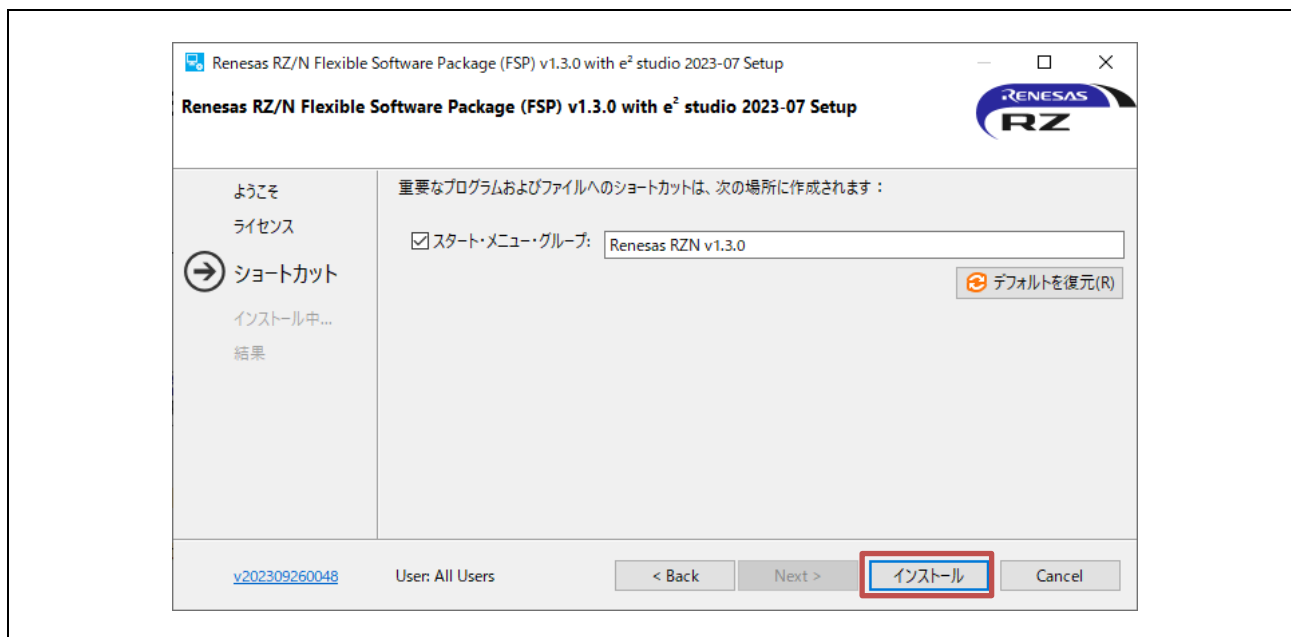 Renesas RZ/N Flexible Software Package (FSP) v1.3.0 with e² studio 2023-07 Setup
Renesas RZ/N Flexible Software Package (FSP) v1.3.0 with e² studio 2023-07 Setup
RENESAS
RZ
ようこそ
ライセンス
ショートカット
インストール中...
結果
重要なプログラムおよびファイルへのショートカットは、次の場所に作成されます：
スタート・メニュー・グループ: Renesas RZN v1.3.0
デフォルトを復元(R)
v202309260048 User: All Users < Back Next > インストール Cancel